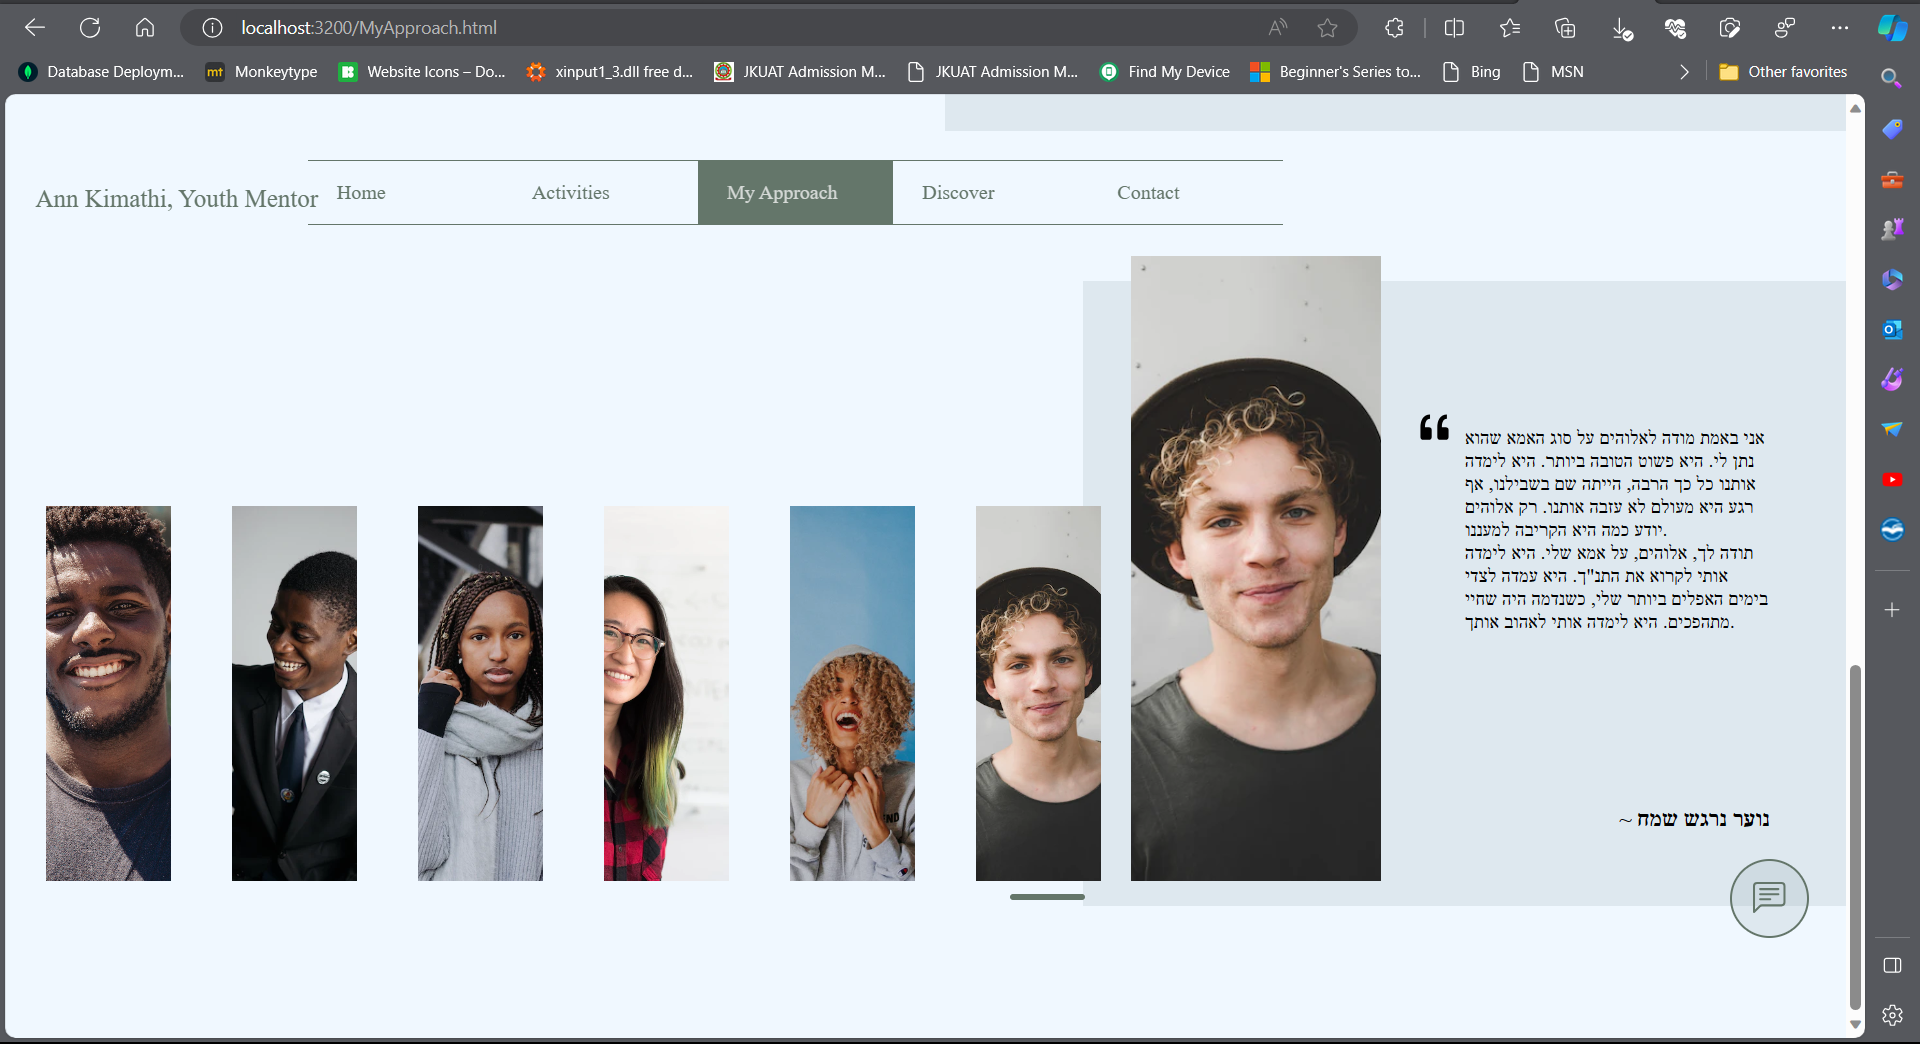 localhost:3200/MyApproach.html
Database Deploym...
Monkeytype
Website Icons – Do...
xinput1_3.dll free d...
JKUAT Admission M...
JKUAT Admission M...
Find My Device
Beginner's Series to...
Bing
MSN
Other favorites
Ann Kimathi, Youth Mentor
Home
Activities
My Approach
Discover
Contact
“
אני באמת מודה לאלוהים על סוג האמא שהוא
נתן לי. היא פשוט הטובה ביותר. היא לימדה
אותנו כל כך הרבה, הייתה שם בשבילנו, אף
רגע היא מעולם לא עזבה אותנו. רק אלוהים
יודע כמה היא הקריבה למעננו.
תודה לך, אלוהים, על אמא שלי. היא לימדה
אותי לקרוא את התנ"ך. היא עמדה לצדי
בימים האפלים ביותר שלי, כשנדמה היה שחיי
מתהפכים. היא לימדה אותי לאהוב אותך.
~ נוער נרגש שמח